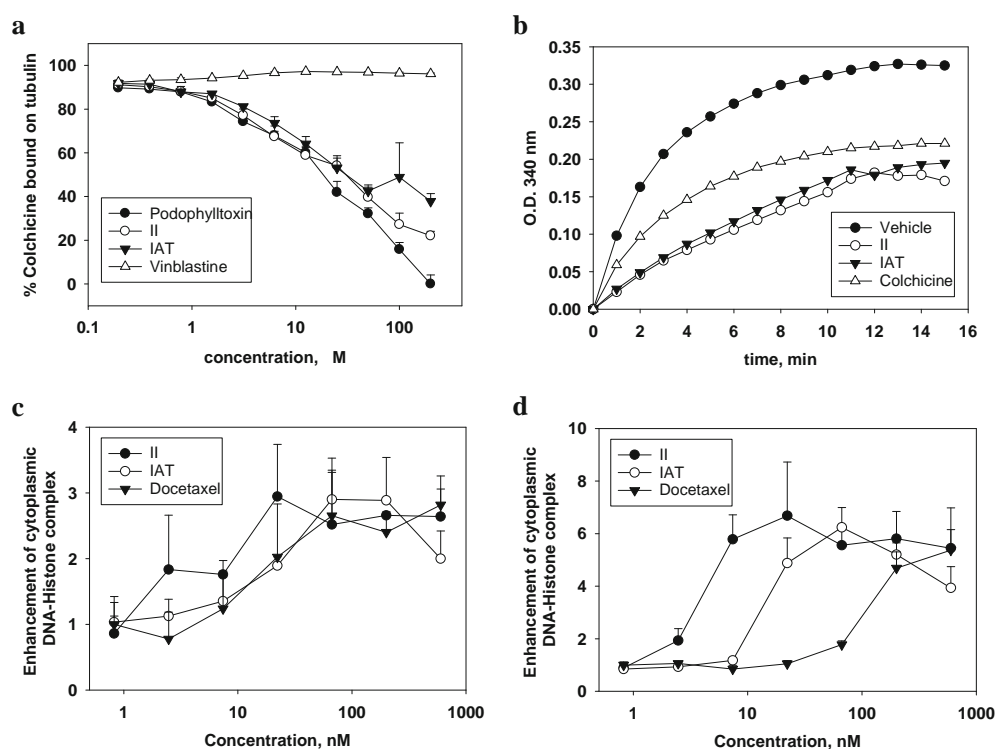 a
% Colchicine bound on tubulin
100
80
60
40
20
0
Podophylltoxin
II
IAT
Vinblastine
0.1 1 10 100
concentration, M
b
O.D. 340 nm
0.35
0.30
0.25
0.20
0.15
0.10
0.05
0.00
Vehicle
II
IAT
Colchicine
0 2 4 6 8 10 12 14 16
time, min
c
Enhancement of cytoplasmic
DNA-Histone complex
4
3
2
1
0
II
IAT
Docetaxel
1 10 100 1000
Concentration, nM
d
Enhancement of cytoplasmic
DNA-Histone complex
10
8
6
4
2
0
II
IAT
Docetaxel
1 10 100 1000
Concentration, nM